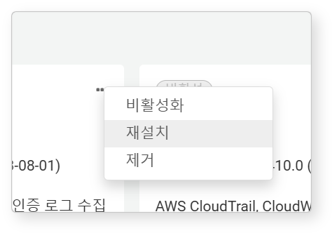 비활성화
재설치
제거
3-08-01)
10.0 (
인증 로그 수집
AWS CloudTrail, CloudW